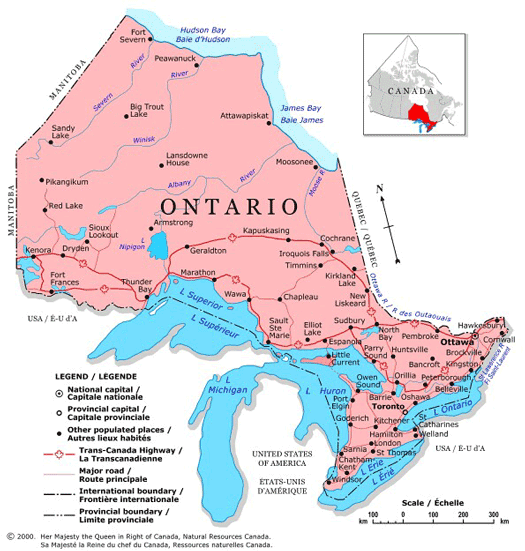 Hudson Bay
Baie d'Hudson
Fort
Severn
MANITOBA
Peawanuck
River
River
Severn
Big Trout
Lake
James Bay
Baie James
Attawapiskat
CANADA
Sandy
Lake
Winisk
Lansdowne
House
Moosonee
Pikangikum
Albany
River
Moose R
MANITOBA
Red Lake
ONTARIO
QUEBEC / QUÉBEC
N
Armstrong
Sioux
Lookout
Kapuskasing
Cochrane
L
Nipigon
Geraldton
Kenora
Dryden
Iroquois Falls
Timmins
Kirkland
Lake
Ottawa R / R des Outaouais
Marathon
Fort
Frances
Thunder
Bay
Wawa
Chapleau
New
Liskeard
L Superior
L Supérieur
USA / É-U d'A
Sault
Ste
Marie
Elliot
Lake
Sudbury
North
Bay
Pembroke
Hawkesbury
Ottawa
Cornwall
Espanola
Little
Current
Parry
Sound
Huntsville
Brockville
Bancroft
Kingston
St Lawrence R
Fl Saint-Laurent
L
Michigan
L
Huron
Owen
Sound
Orillia
Peterborough
Belleville
Port
Elgin
Barrie
Oshawa
Toronto
L Ontario
Goderich
Kitchener
St
Catharines
Hamilton
Welland
London
Sarnia
St Thomas
Chatham-
Kent
L Erie
L Érié
Windsor
UNITED STATES
OF AMERICA
ÉTATS-UNIS
D'AMÉRIQUE
USA / É-U d'A
LEGEND / LÉGENDE
National capital /
Capitale nationale
Provincial capital /
Capitale provinciale
Other populated places /
Autres lieux habités
Trans-Canada Highway /
La Transcanadienne
Major road /
Route principale
International boundary /
Frontière internationale
Provincial boundary /
Limite provinciale
Scale / Échelle
km 100 0 100 200 300 km
© 2000. Her Majesty the Queen in Right of Canada, Natural Resources Canada.
Sa Majesté la Reine du chef du Canada, Ressources naturelles Canada.